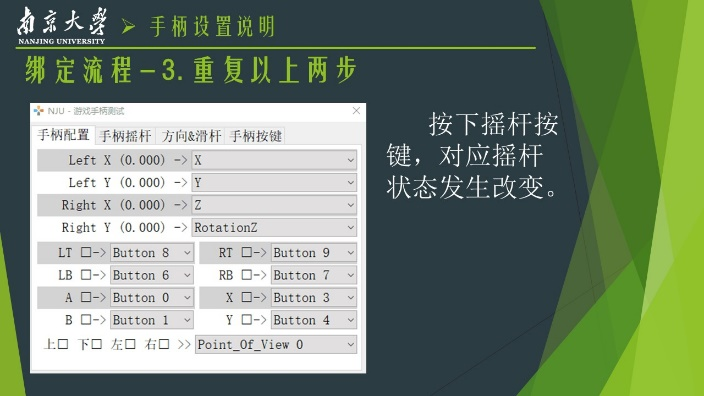 南京大学
NANJING UNIVERSITY
➢ 手柄设置说明
绑定流程-3.重复以上两步
NJU - 游戏手柄测试 ×
手柄配置 手柄摇杆 方向&滑杆 手柄按键
Left X (0.000) -> X
Left Y (0.000) -> Y
Right X (0.000) -> Z
Right Y (0.000) -> RotationZ
LT □-> Button 8 RT □-> Button 9
LB □-> Button 6 RB □-> Button 7
A □-> Button 0 X □-> Button 3
B □-> Button 1 Y □-> Button 4
上□ 下□ 左□ 右□ >> Point_Of_View 0
按下摇杆按
键，对应摇杆
状态发生改变。